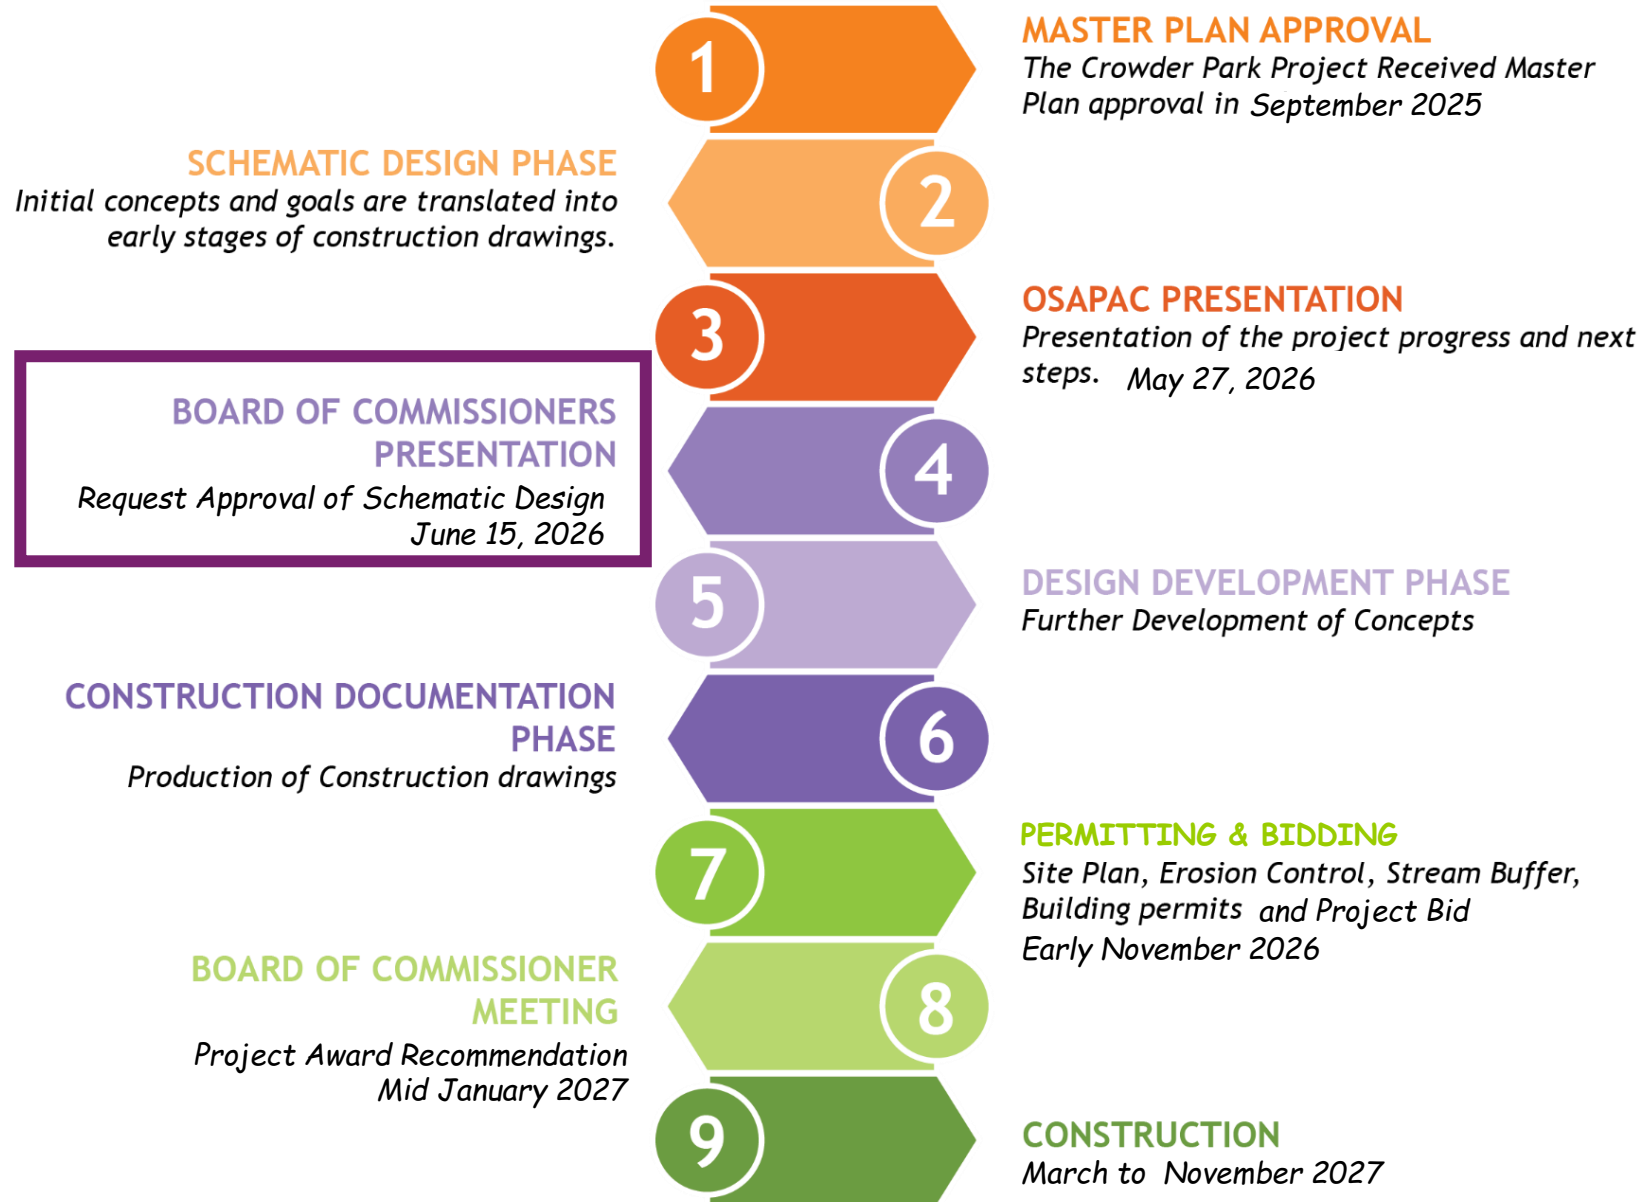 1
MASTER PLAN APPROVAL
The Crowder Park Project Received Master
Plan approval in September 2025
SCHEMATIC DESIGN PHASE
Initial concepts and goals are translated into
early stages of construction drawings.
2
3
OSAPAC PRESENTATION
Presentation of the project progress and next
steps. May 27, 2026
BOARD OF COMMISSIONERS
PRESENTATION
Request Approval of Schematic Design
June 15, 2026
4
5
DESIGN DEVELOPMENT PHASE
Further Development of Concepts
CONSTRUCTION DOCUMENTATION
PHASE
Production of Construction drawings
6
7
PERMITTING & BIDDING
Site Plan, Erosion Control, Stream Buffer,
Building permits and Project Bid
Early November 2026
BOARD OF COMMISSIONER
MEETING
Project Award Recommendation
Mid January 2027
8
9
CONSTRUCTION
March to November 2027